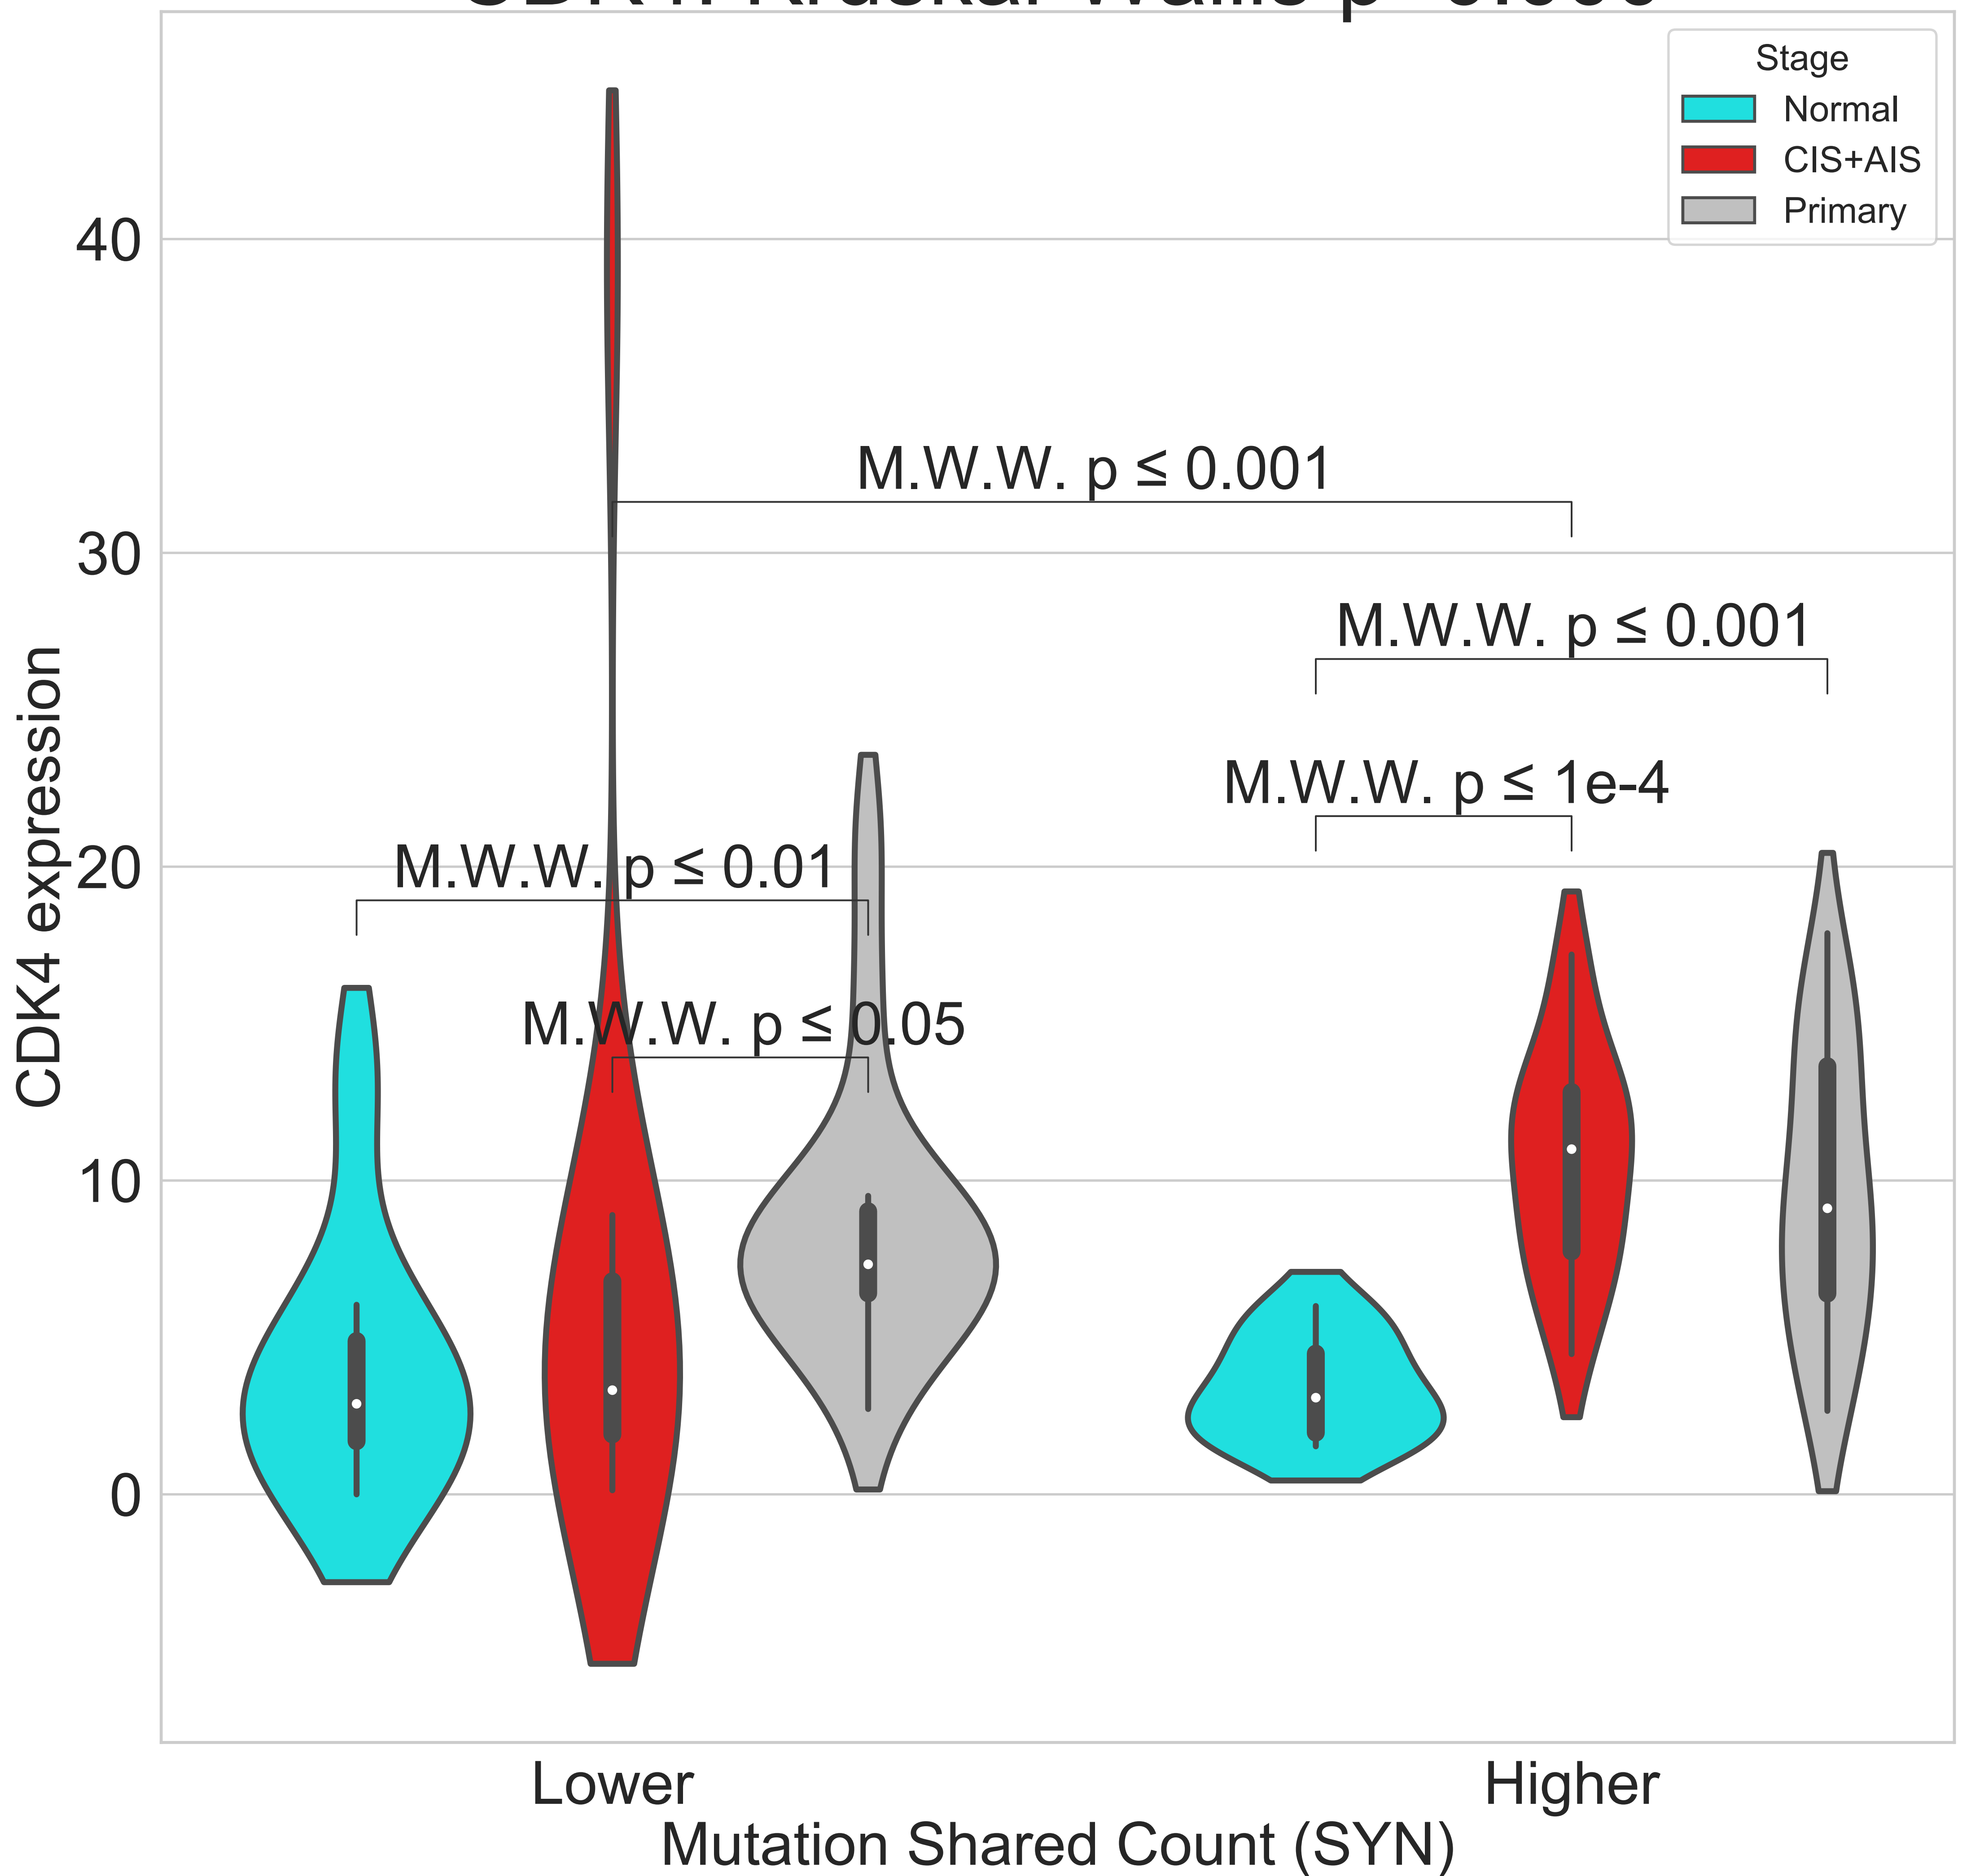 Stage
Normal
CIS+AIS
Primary
40
30
20
10
0
CDK4 expression
M.W.W. p ≤ 0.001
M.W.W. p ≤ 0.001
M.W.W. p ≤ 1e-4
M.W.W. p ≤ 0.01
M.W.W. p ≤ 0.05
Lower
Higher
Mutation Shared Count (SYN)